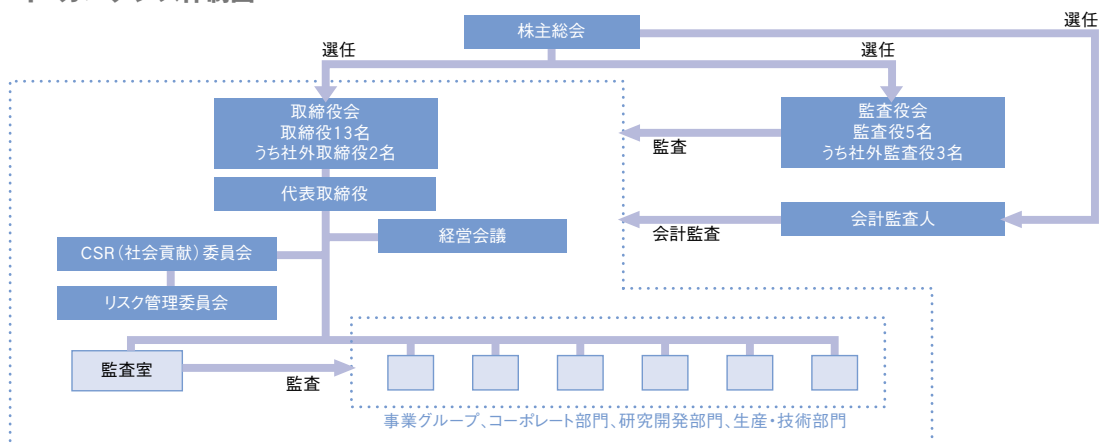 株主総会
選任
選任
選任
取締役会
取締役13名
うち社外取締役2名
監査役会
監査役5名
うち社外監査役3名
監査
代表取締役
会計監査人
会計監査
経営会議
CSR（社会貢献）委員会
リスク管理委員会
監査室
監査
事業グループ、コーポレート部門、研究開発部門、生産・技術部門